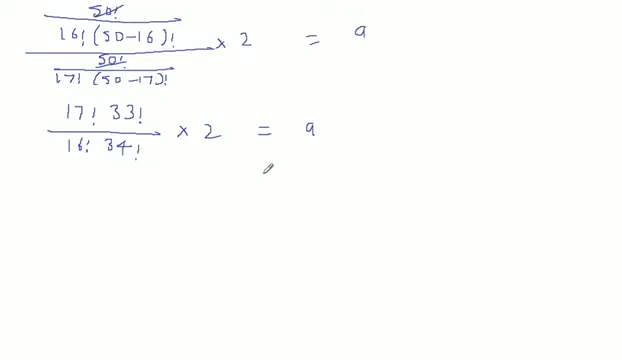 50!
16! (50-16)! × 2 = a
50!
17! (50-17)!
17! 33! × 2 = a
16! 34!